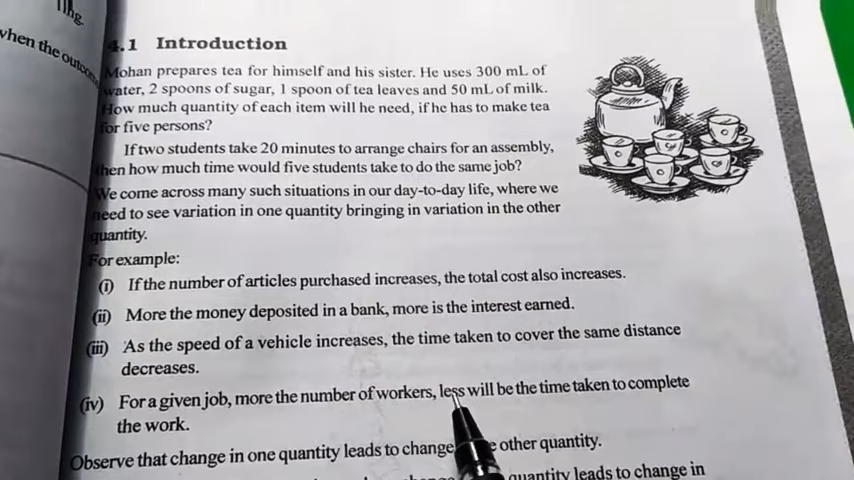 when the outcom
4.1 Introduction
Mohan prepares tea for himself and his sister. He uses 300 mL of
water, 2 spoons of sugar, 1 spoon of tea leaves and 50 mL of milk.
How much quantity of each item will he need, if he has to make tea
for five persons?
If two students take 20 minutes to arrange chairs for an assembly,
then how much time would five students take to do the same job?
We come across many such situations in our day-to-day life, where we
need to see variation in one quantity bringing in variation in the other
quantity.
For example:
(i) If the number of articles purchased increases, the total cost also increases.
(ii) More the money deposited in a bank, more is the interest earned.
(iii) As the speed of a vehicle increases, the time taken to cover the same distance
decreases.
(iv) For a given job, more the number of workers, less will be the time taken to complete
the work.
Observe that change in one quantity leads to change other quantity.
quantity leads to change in